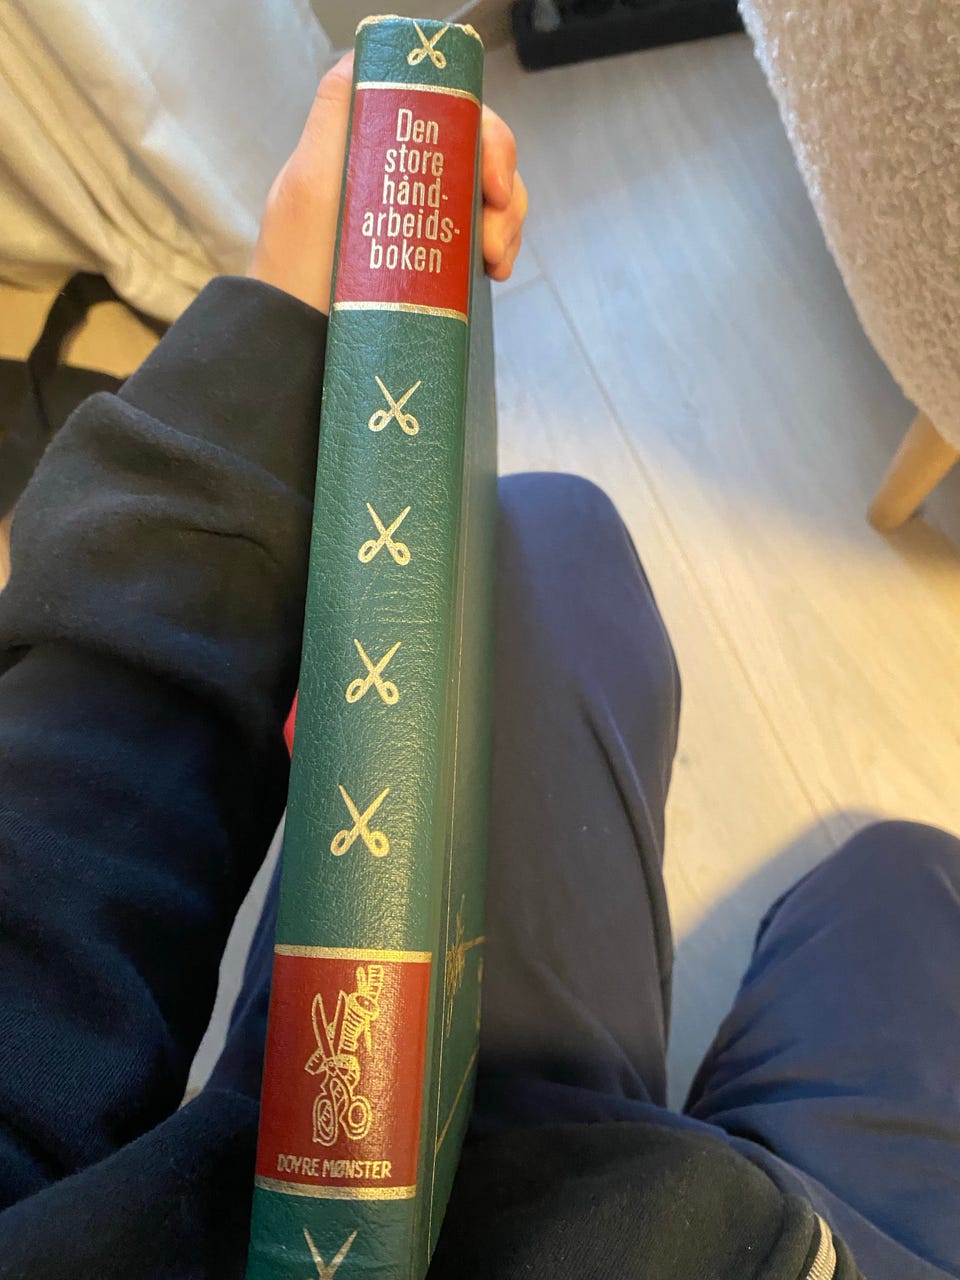 Den
store
hånd-
arbeids-
boken
DOYRE MØNSTER